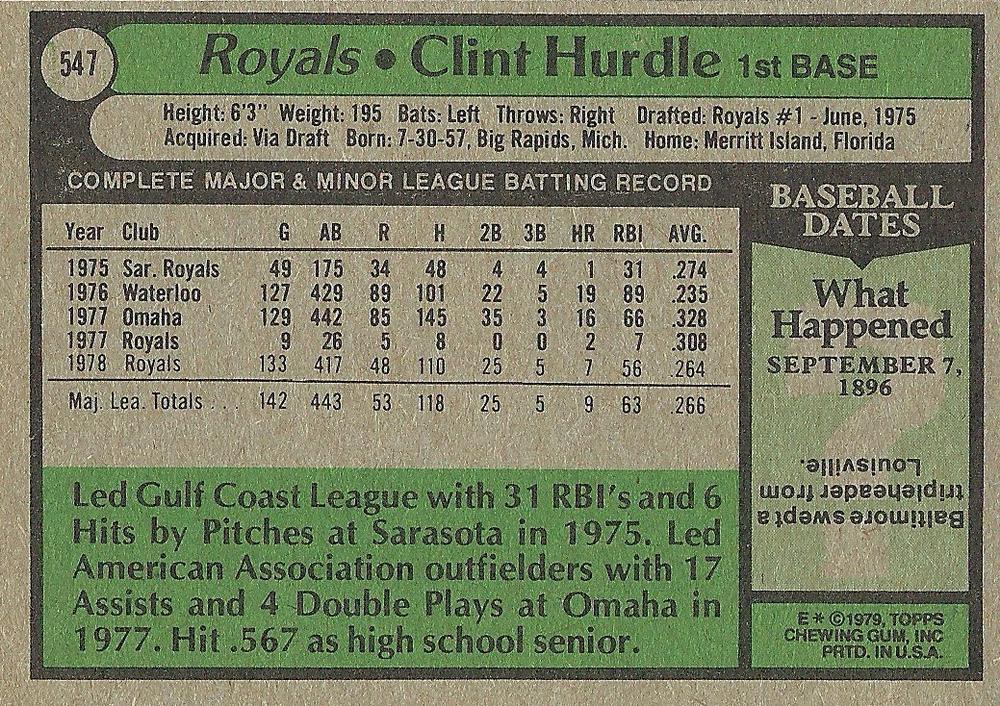 547
Royals • Clint Hurdle 1st BASE
Height: 6'3" Weight: 195 Bats: Left Throws: Right Drafted: Royals #1 - June, 1975
Acquired: Via Draft Born: 7-30-57, Big Rapids, Mich. Home: Merritt Island, Florida
COMPLETE MAJOR & MINOR LEAGUE BATTING RECORD
Year Club G AB R H 2B 3B HR RBI AVG.
1975 Sar. Royals 49 175 34 48 4 4 1 31 .274
1976 Waterloo 127 429 89 101 22 5 19 89 .235
1977 Omaha 129 442 85 145 35 3 16 66 .328
1977 Royals 9 26 5 8 0 0 2 7 .308
1978 Royals 133 417 48 110 25 5 7 56 .264
Maj. Lea. Totals . . . 142 443 53 118 25 5 9 63 .266
Led Gulf Coast League with 31 RBI's and 6
Hits by Pitches at Sarasota in 1975. Led
American Association outfielders with 17
Assists and 4 Double Plays at Omaha in
1977. Hit .567 as high school senior.
BASEBALL
DATES
What
Happened
SEPTEMBER 7,
1896
?
Baltimore swept a
tripleheader from
Louisville.
E * ©1979, TOPPS
CHEWING GUM, INC
PRTD. IN U.S.A.